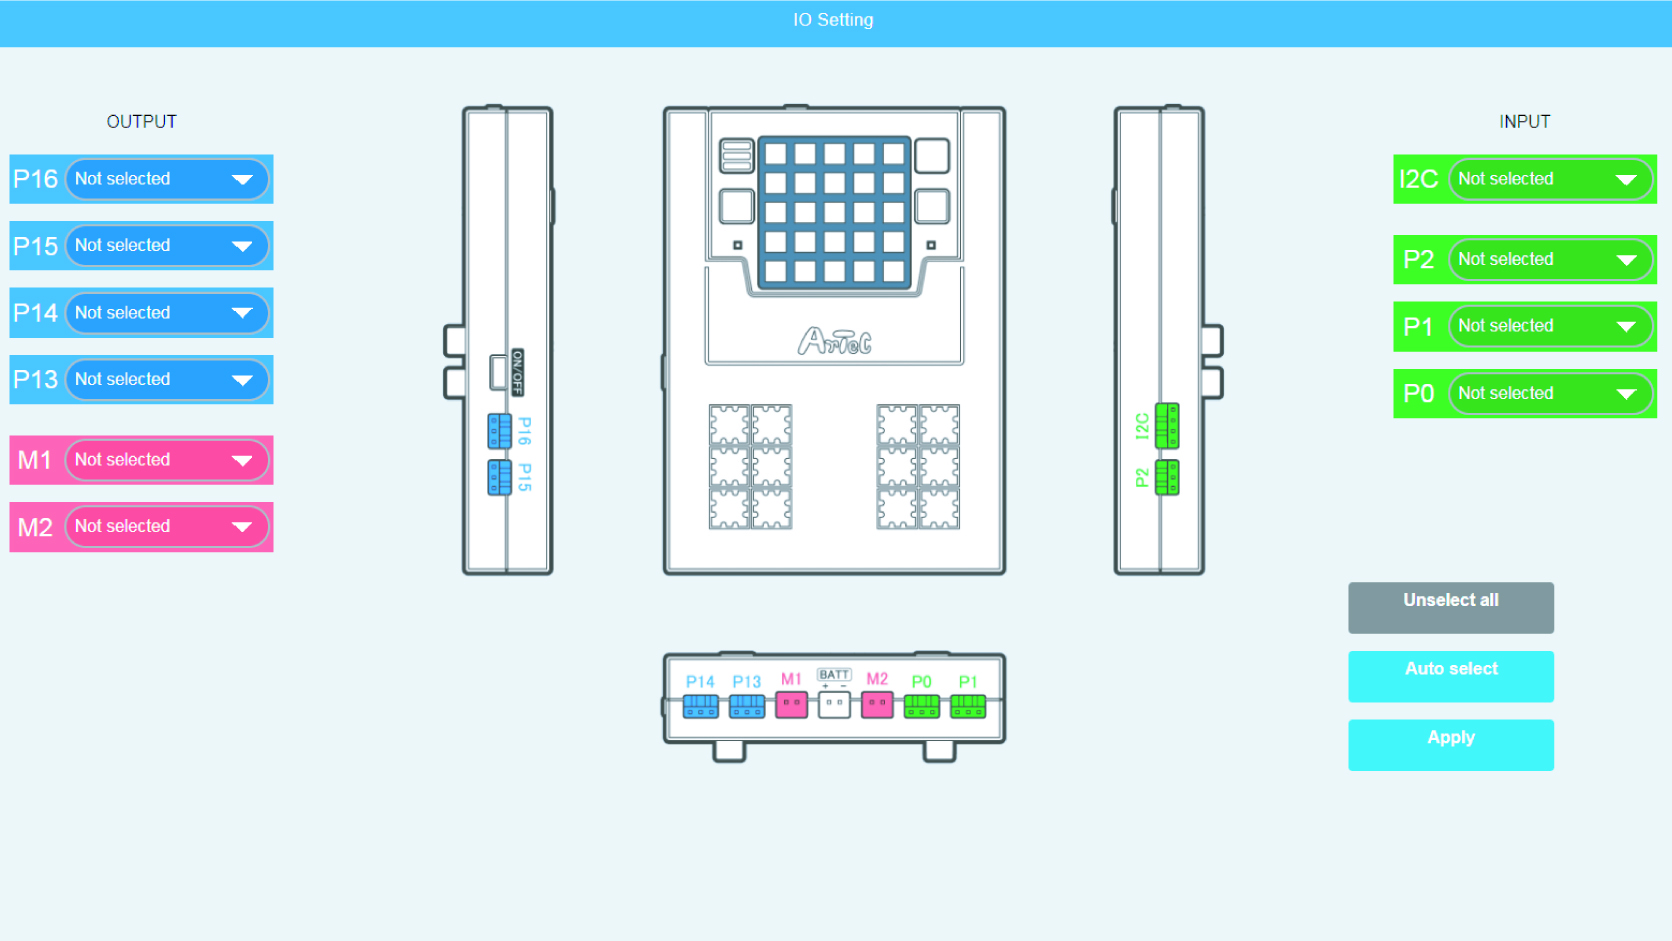 IO Setting
OUTPUT
P16 Not selected
P15 Not selected
P14 Not selected
P13 Not selected
M1 Not selected
M2 Not selected
ON/OFF
P16
P15
ArTeC
I2C
P2
P14 P13 M1 BATT M2 P0 P1
+ −
INPUT
I2C Not selected
P2 Not selected
P1 Not selected
P0 Not selected
Unselect all
Auto select
Apply